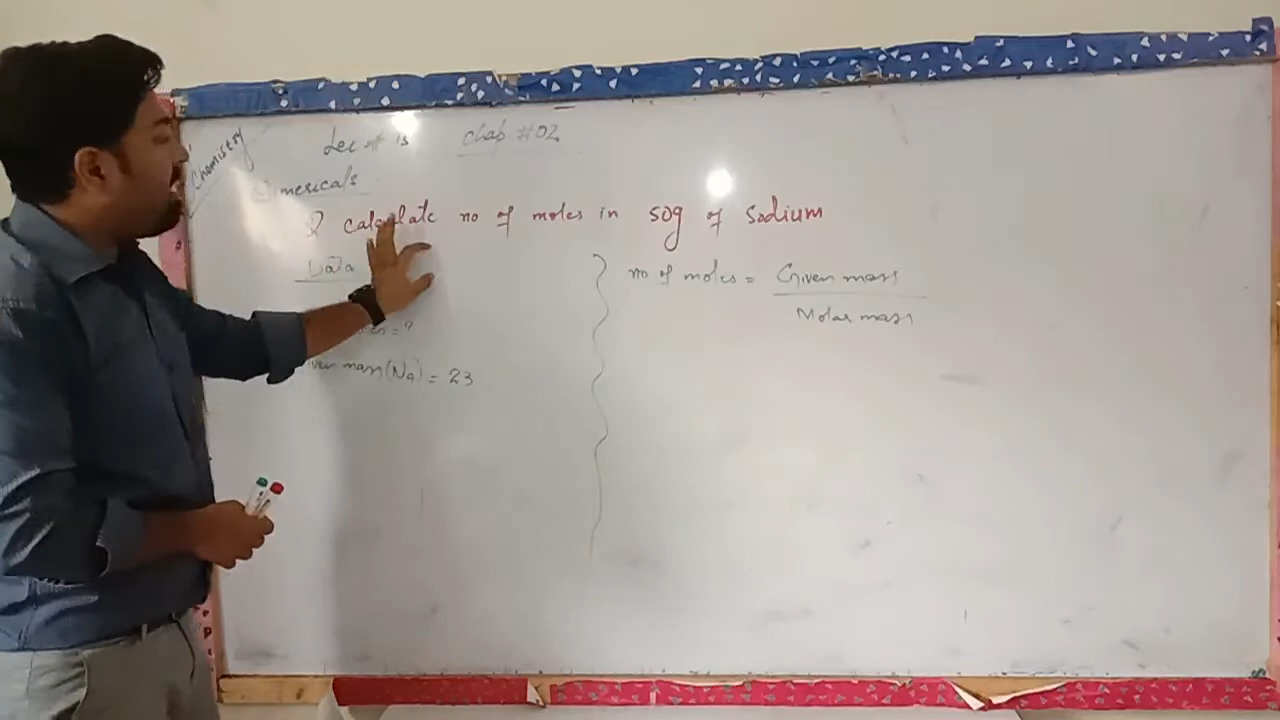 Chemistry
Lec # 15 Chap #02
Numericals
Q calculate no of moles in 50g of Sodium
Data
= ?
Given mass (Na) = 23
no of moles = Given mass
Molar mass